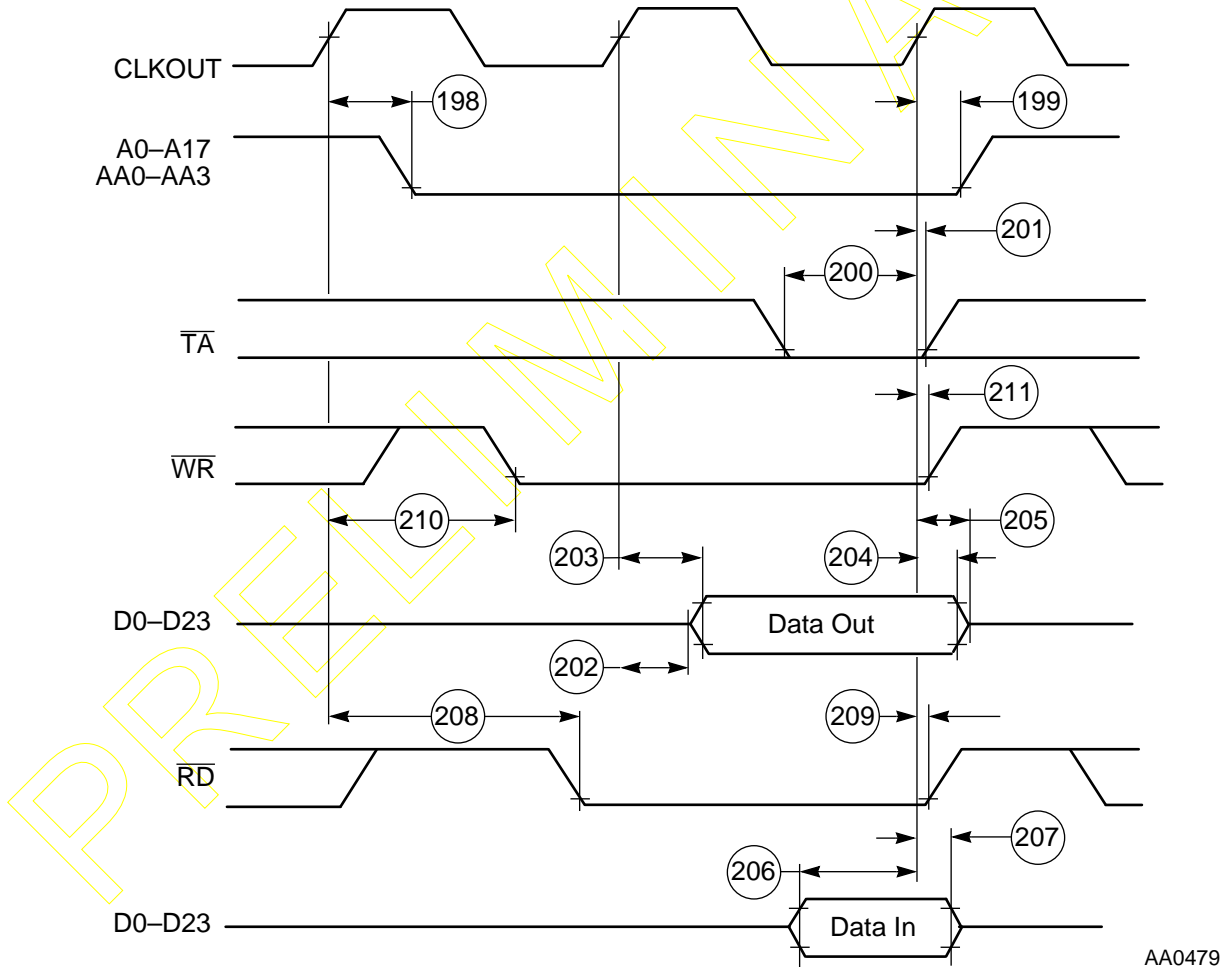 CLKOUT
198
199
A0–A17
AA0–AA3
201
200
TA
211
WR
210
205
203
204
D0–D23
Data Out
202
208
209
RD
207
206
D0–D23
Data In
AA0479
PRELIMINA